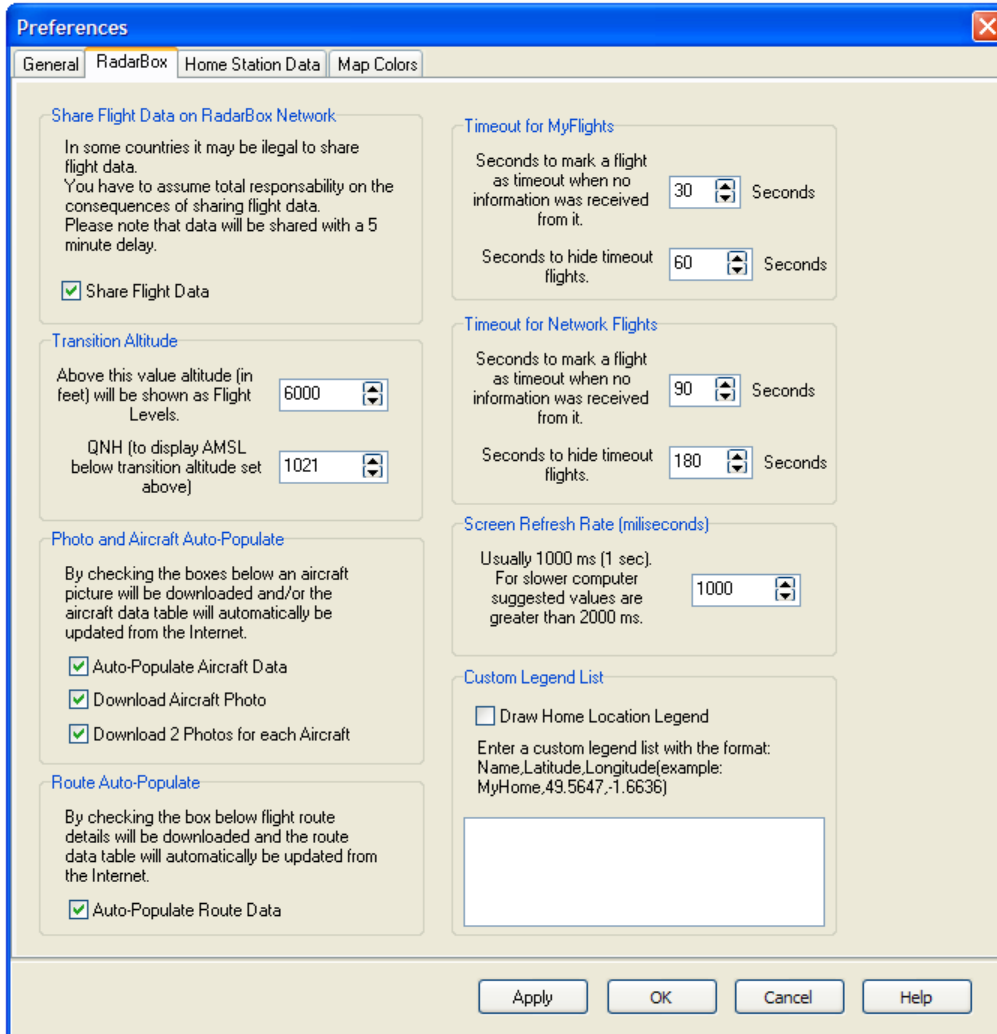 Preferences
General
RadarBox
Home Station Data
Map Colors
Share Flight Data on RadarBox Network
In some countries it may be ilegal to share
flight data.
You have to assume total responsability on the
consequences of sharing flight data.
Please note that data will be shared with a 5
minute delay.
Share Flight Data
Transition Altitude
Above this value altitude (in
feet) will be shown as Flight
Levels.
6000
QNH (to display AMSL
below transition altitude set
above)
1021
Photo and Aircraft Auto-Populate
By checking the boxes below an aircraft
picture will be downloaded and/or the
aircraft data table will automatically be
updated from the Internet.
Auto-Populate Aircraft Data
Download Aircraft Photo
Download 2 Photos for each Aircraft
Route Auto-Populate
By checking the box below flight route
details will be downloaded and the route
data table will automatically be updated from
the Internet.
Auto-Populate Route Data
Timeout for MyFlights
Seconds to mark a flight
as timeout when no
information was received
from it.
30
Seconds
Seconds to hide timeout
flights.
60
Seconds
Timeout for Network Flights
Seconds to mark a flight
as timeout when no
information was received
from it.
90
Seconds
Seconds to hide timeout
flights.
180
Seconds
Screen Refresh Rate (miliseconds)
Usually 1000 ms (1 sec).
For slower computer
suggested values are
greater than 2000 ms.
1000
Custom Legend List
Draw Home Location Legend
Enter a custom legend list with the format:
Name,Latitude,Longitude(example:
MyHome,49.5647,-1.6636)
Apply
OK
Cancel
Help